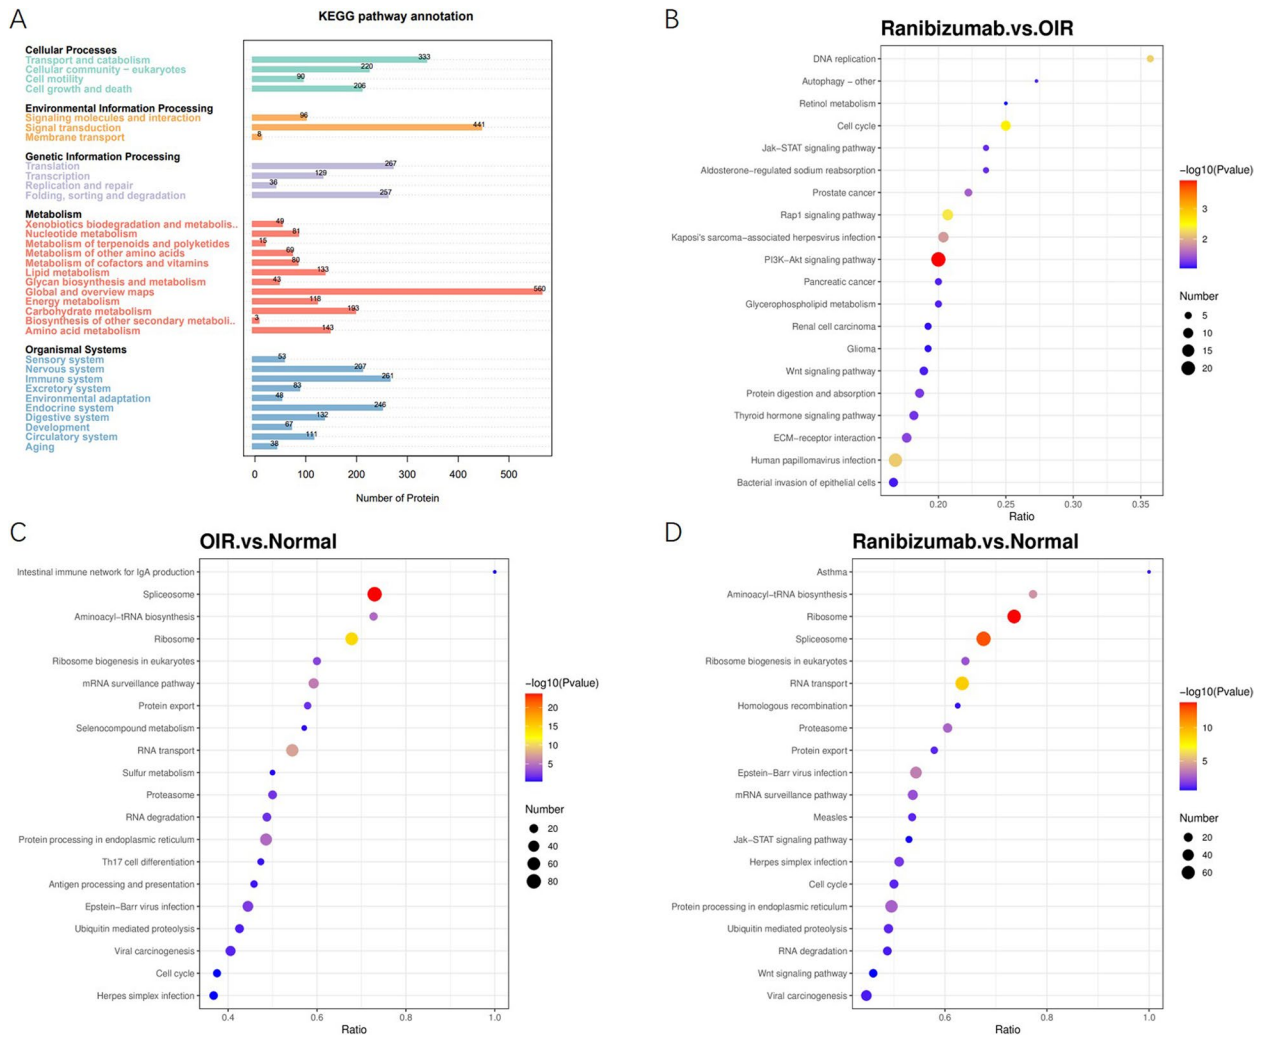 A
KEGG pathway annotation
Cellular Processes
Transport and catabolism 333
Cellular community − eukaryotes 220
Cell motility 90
Cell growth and death 206
Environmental Information Processing
Signaling molecules and interaction 96
Signal transduction 441
Membrane transport 8
Genetic Information Processing
Translation 267
Transcription 129
Replication and repair 36
Folding, sorting and degradation 257
Metabolism
Xenobiotics biodegradation and metabolis.. 49
Nucleotide metabolism 81
Metabolism of terpenoids and polyketides 15
Metabolism of other amino acids 69
Metabolism of cofactors and vitamins 80
Lipid metabolism 133
Glycan biosynthesis and metabolism 43
Global and overview maps 560
Energy metabolism 118
Carbohydrate metabolism 193
Biosynthesis of other secondary metaboli.. 3
Amino acid metabolism 143
Organismal Systems
Sensory system 53
Nervous system 207
Immune system 261
Excretory system 83
Environmental adaptation 48
Endocrine system 246
Digestive system 132
Development 67
Circulatory system 111
Aging 38
0 100 200 300 400 500
Number of Protein
B
Ranibizumab.vs.OIR
DNA replication
Autophagy − other
Retinol metabolism
Cell cycle
Jak−STAT signaling pathway
Aldosterone−regulated sodium reabsorption
Prostate cancer
Rap1 signaling pathway
Kaposi's sarcoma−associated herpesvirus infection
PI3K−Akt signaling pathway
Pancreatic cancer
Glycerophospholipid metabolism
Renal cell carcinoma
Glioma
Wnt signaling pathway
Protein digestion and absorption
Thyroid hormone signaling pathway
ECM−receptor interaction
Human papillomavirus infection
Bacterial invasion of epithelial cells
0.20 0.25 0.30 0.35
Ratio
−log10(Pvalue)
3
2
Number
5
10
15
20
C
OIR.vs.Normal
Intestinal immune network for IgA production
Spliceosome
Aminoacyl−tRNA biosynthesis
Ribosome
Ribosome biogenesis in eukaryotes
mRNA surveillance pathway
Protein export
Selenocompound metabolism
RNA transport
Sulfur metabolism
Proteasome
RNA degradation
Protein processing in endoplasmic reticulum
Th17 cell differentiation
Antigen processing and presentation
Epstein−Barr virus infection
Ubiquitin mediated proteolysis
Viral carcinogenesis
Cell cycle
Herpes simplex infection
0.4 0.6 0.8 1.0
Ratio
−log10(Pvalue)
20
15
10
5
Number
20
40
60
80
D
Ranibizumab.vs.Normal
Asthma
Aminoacyl−tRNA biosynthesis
Ribosome
Spliceosome
Ribosome biogenesis in eukaryotes
RNA transport
Homologous recombination
Proteasome
Protein export
Epstein−Barr virus infection
mRNA surveillance pathway
Measles
Jak−STAT signaling pathway
Herpes simplex infection
Cell cycle
Protein processing in endoplasmic reticulum
Ubiquitin mediated proteolysis
RNA degradation
Wnt signaling pathway
Viral carcinogenesis
0.6 0.8 1.0
Ratio
−log10(Pvalue)
10
5
Number
20
40
60